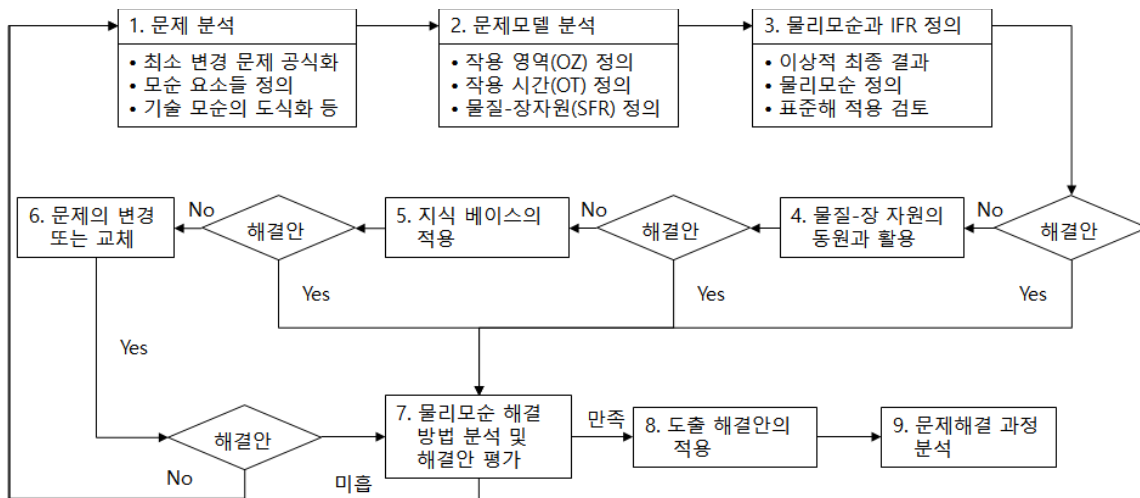 1. 문제 분석
• 최소 변경 문제 공식화
• 모순 요소들 정의
• 기술 모순의 도식화 등
2. 문제모델 분석
• 작용 영역(OZ) 정의
• 작용 시간(OT) 정의
• 물질-장자원(SFR) 정의
3. 물리모순과 IFR 정의
• 이상적 최종 결과
• 물리모순 정의
• 표준해 적용 검토
해결안
No
4. 물질-장 자원의
동원과 활용
해결안
No
5. 지식 베이스의
적용
해결안
No
6. 문제의 변경
또는 교체
Yes
Yes
Yes
Yes
해결안
No
7. 물리모순 해결
방법 분석 및
해결안 평가
미흡
만족
8. 도출 해결안의
적용
9. 문제해결 과정
분석